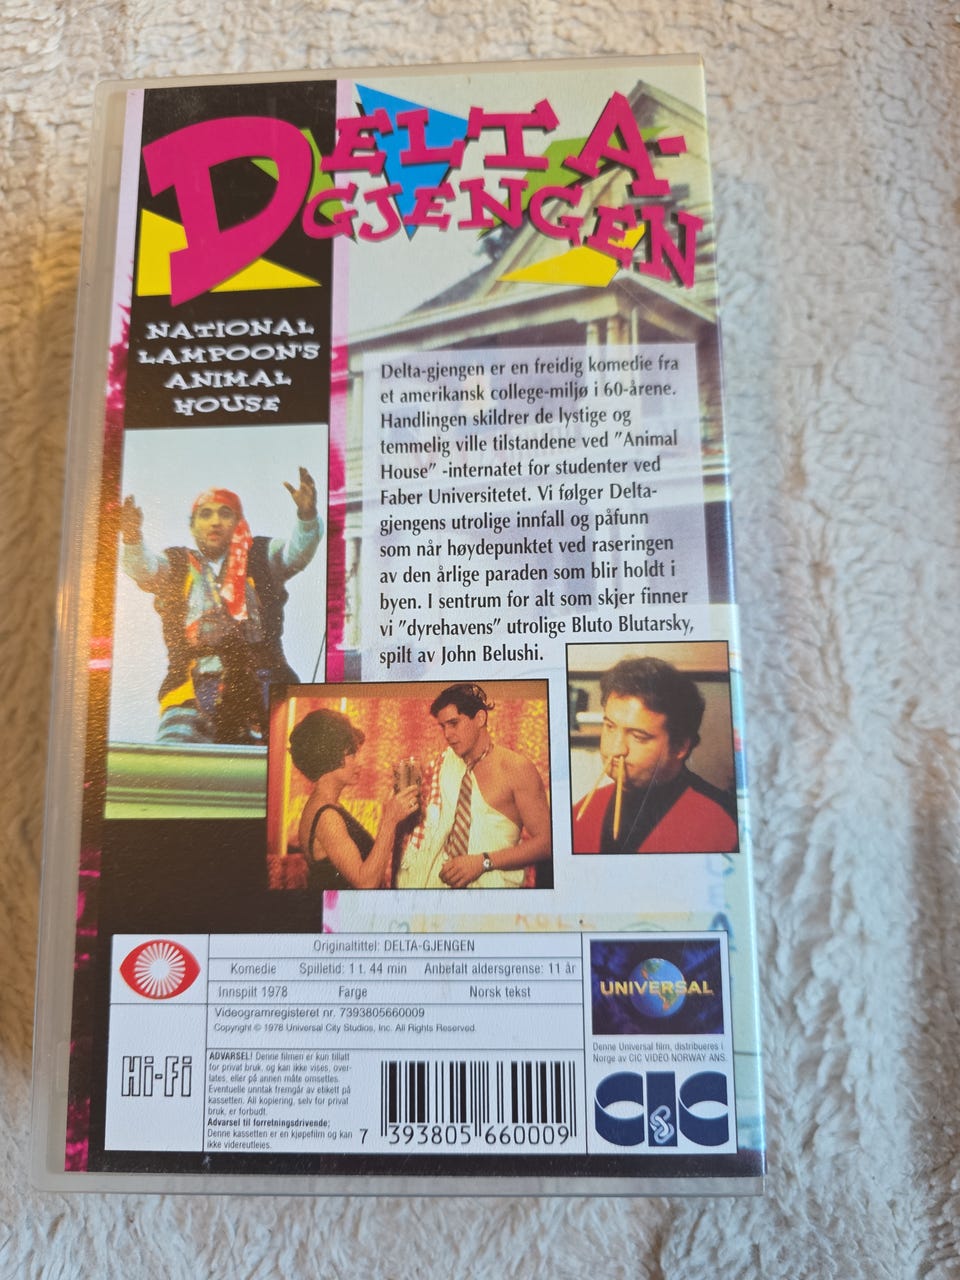 DELTA-
GJENGEN
NATIONAL
LAMPOON'S
ANIMAL
HOUSE
Delta-gjengen er en freidig komedie fra
et amerikansk college-miljø i 60-årene.
Handlingen skildrer de lystige og
temmelig ville tilstandene ved "Animal
House" -internatet for studenter ved
Faber Universitetet. Vi følger Delta-
gjengens utrolige innfall og påfunn
som når høydepunktet ved raseringen
av den årlige paraden som blir holdt i
byen. I sentrum for alt som skjer finner
vi "dyrehavens" utrolige Bluto Blutarsky,
spilt av John Belushi.
Originaltittel: DELTA-GJENGEN
Komedie Spilletid: 1 t. 44 min Anbefalt aldersgrense: 11 år
Innspilt 1978 Farge Norsk tekst
Videogramregisteret nr. 7393805660009
Copyright © 1978 Universal City Studios, Inc. All Rights Reserved.
Hi-Fi
ADVARSEL! Denne filmen er kun tillatt
for privat bruk, og kan ikke vises, over-
lates, eller på annen måte omsettes.
Eventuelle unntak fremgår av etikett på
kassetten. All kopiering, selv for privat
bruk, er forbudt.
Advarsel til forretningsdrivende:
Denne kassetten er en kjøpefilm og kan
ikke videreutleies.
7 393805 660009
UNIVERSAL
Denne Universal film, distribueres i
Norge av CIC VIDEO NORWAY ANS.
CIC